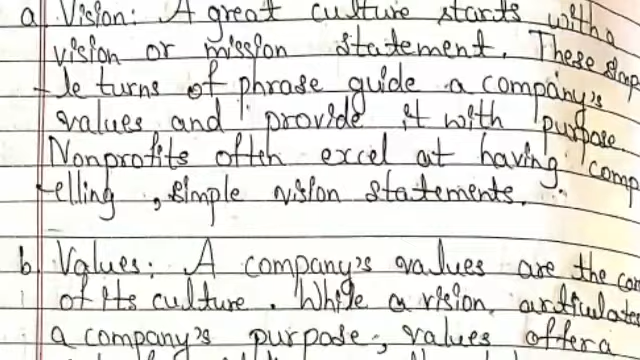 a Vision: A great culture starts with a
vision or mission statement. These simp
-le turns of phrase guide a company's
values and provide it with purpose.
Nonprofits often excel at having comp
-elling, simple vision statements.
b Values: A company's values are the
of its culture. While a vision articulates
a company's purpose, values offer a